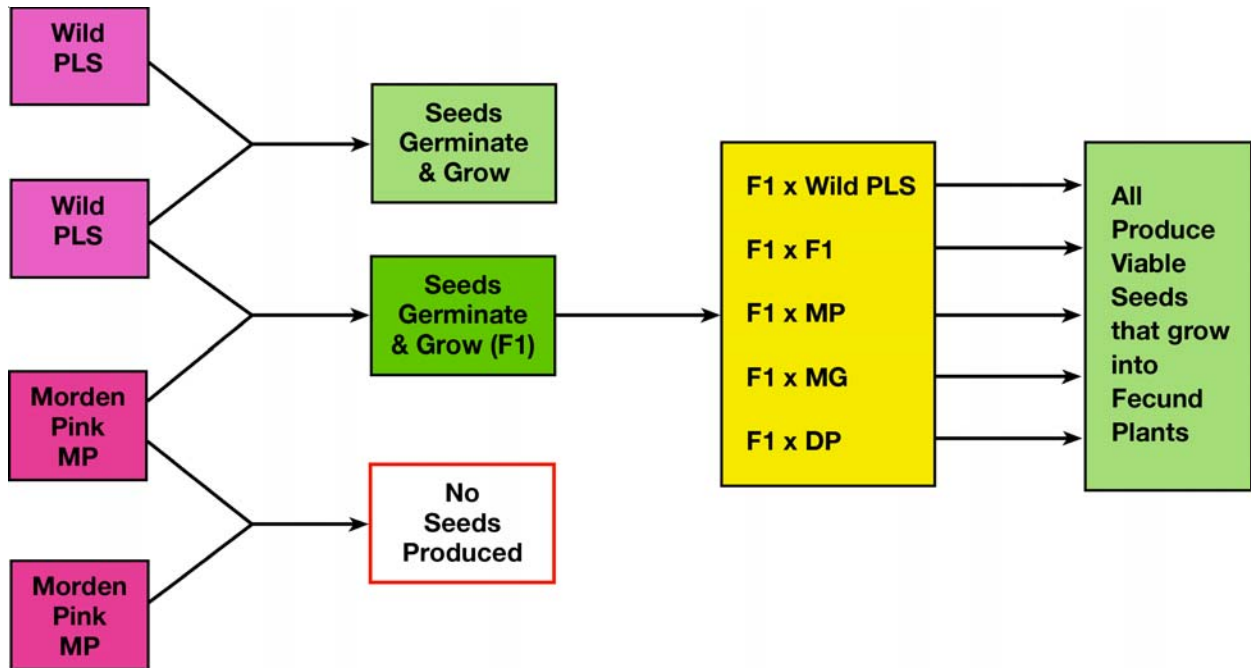 Wild
PLS
Wild
PLS
Morden
Pink
MP
Morden
Pink
MP
Seeds
Germinate
& Grow
Seeds
Germinate
& Grow (F1)
No
Seeds
Produced
F1 x Wild PLS
F1 x F1
F1 x MP
F1 x MG
F1 x DP
All
Produce
Viable
Seeds
that grow
into
Fecund
Plants